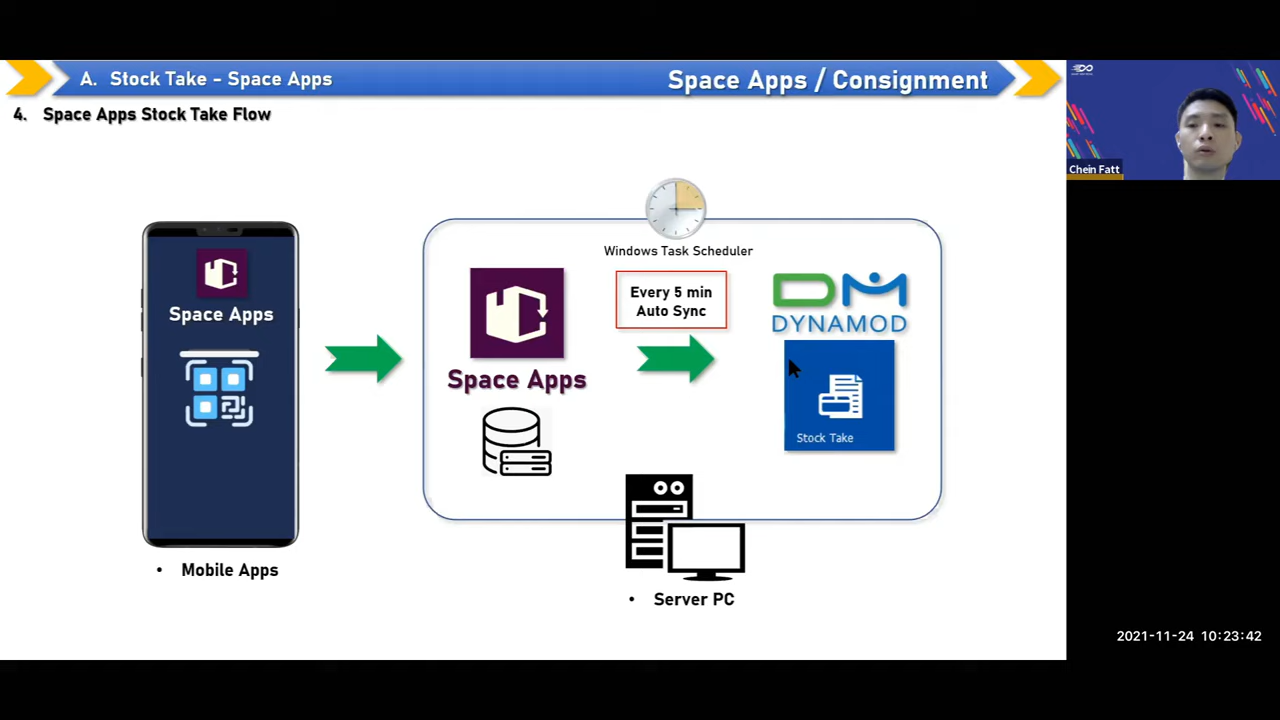 A. Stock Take - Space Apps
Space Apps / Consignment
4. Space Apps Stock Take Flow
Chein Fatt
Windows Task Scheduler
Every 5 min
Auto Sync
Space Apps
DM
DYNAMOD
Space Apps
Stock Take
• Mobile Apps
• Server PC
2021-11-24 10:23:42